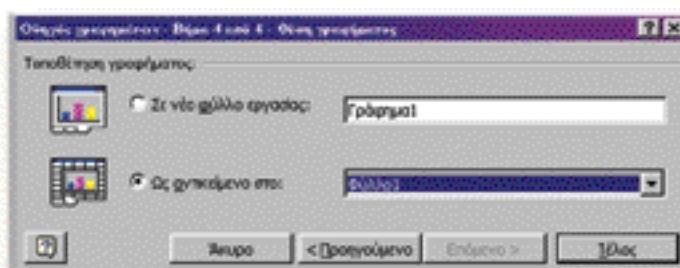 Οδηγός γραφημάτων - Βήμα 4 από 4 - Θέση γραφήματος
Τοποθέτηση γραφήματος:
Σε νέο φύλλο εργασίας: Γράφημα1
Ως αντικείμενο στο: Φύλλο1
Άκυρο < Προηγούμενο Επόμενο > Τέλος